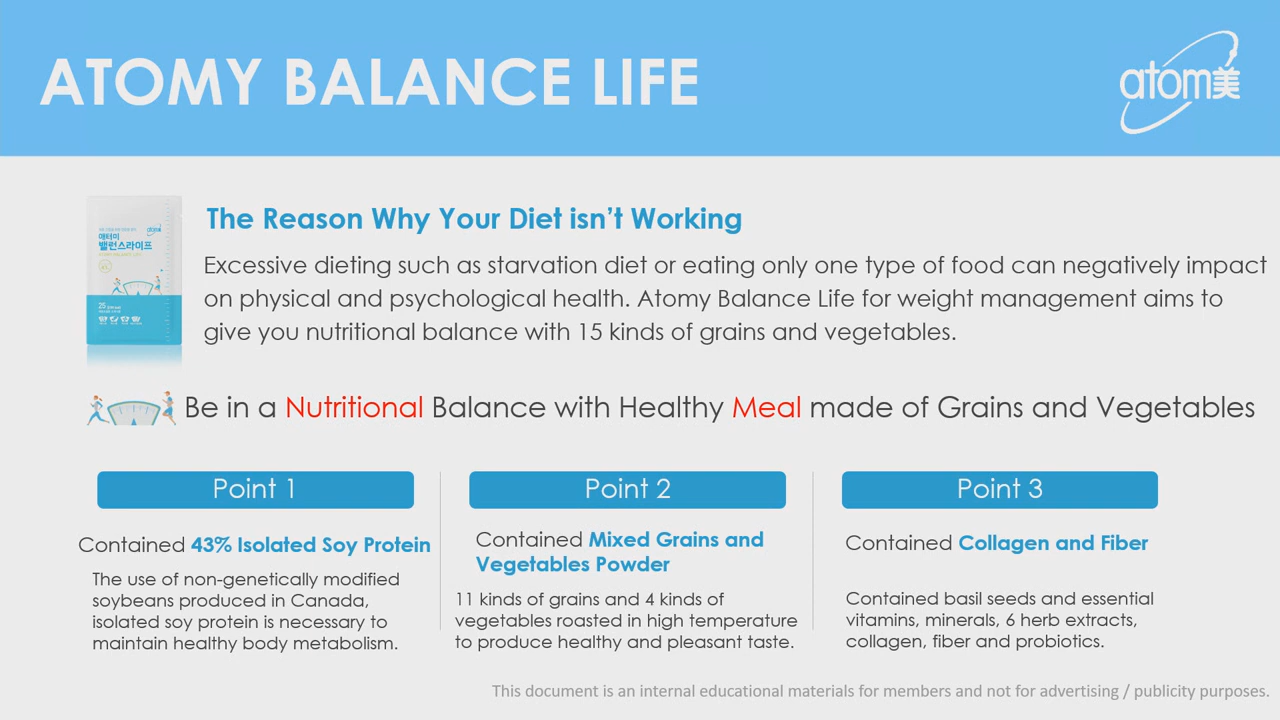 ATOMY BALANCE LIFE
atom美
애터미
밸런스라이프
ATOMY BALANCE LIFE
The Reason Why Your Diet isn't Working
Excessive dieting such as starvation diet or eating only one type of food can negatively impact
on physical and psychological health. Atomy Balance Life for weight management aims to
give you nutritional balance with 15 kinds of grains and vegetables.
Be in a Nutritional Balance with Healthy Meal made of Grains and Vegetables
Point 1
Contained 43% Isolated Soy Protein
The use of non-genetically modified
soybeans produced in Canada,
isolated soy protein is necessary to
maintain healthy body metabolism.
Point 2
Contained Mixed Grains and
Vegetables Powder
11 kinds of grains and 4 kinds of
vegetables roasted in high temperature
to produce healthy and pleasant taste.
Point 3
Contained Collagen and Fiber
Contained basil seeds and essential
vitamins, minerals, 6 herb extracts,
collagen, fiber and probiotics.
This document is an internal educational materials for members and not for advertising / publicity purposes.